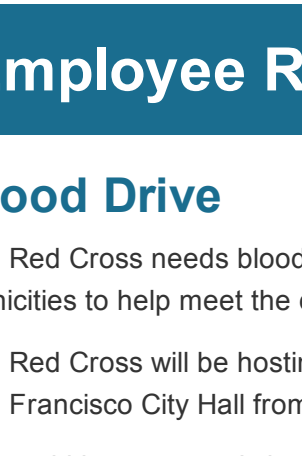 mployee R
ood Drive
Red Cross needs blood
nicities to help meet the
Red Cross will be hostin
Francisco City Hall from